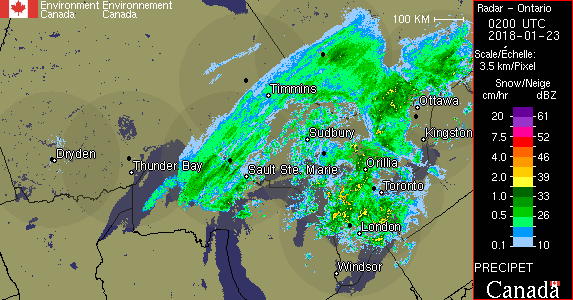 Environment Environnement
Canada Canada
100 KM
Timmins
Ottawa
Sudbury
Kingston
Dryden
Thunder Bay
Sault Ste. Marie
Orillia
Toronto
London
Windsor
Radar - Ontario
0200 UTC
2018-01-23
Scale/Échelle:
3.5 km/Pixel
Snow/Neige
cm/hr dBZ
20 61
7.5 52
4.0 46
2.0 39
1.0 33
0.5 26
0.1 10
PRECIPET
Canada